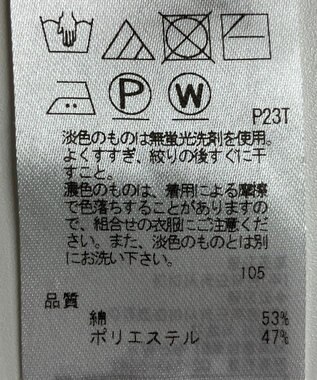 P W
P23T
淡色のものは無蛍光洗剤を使用。
よくすすぎ、絞りの後すぐに干
すこと。
濃色のものは、着用による摩擦
で色落ちすることがありますの
で、組合せの衣服にご注意くだ
さい。また、淡色のものとは別
にお洗い下さい。
105
品質
綿 53%
ポリエステル 47%